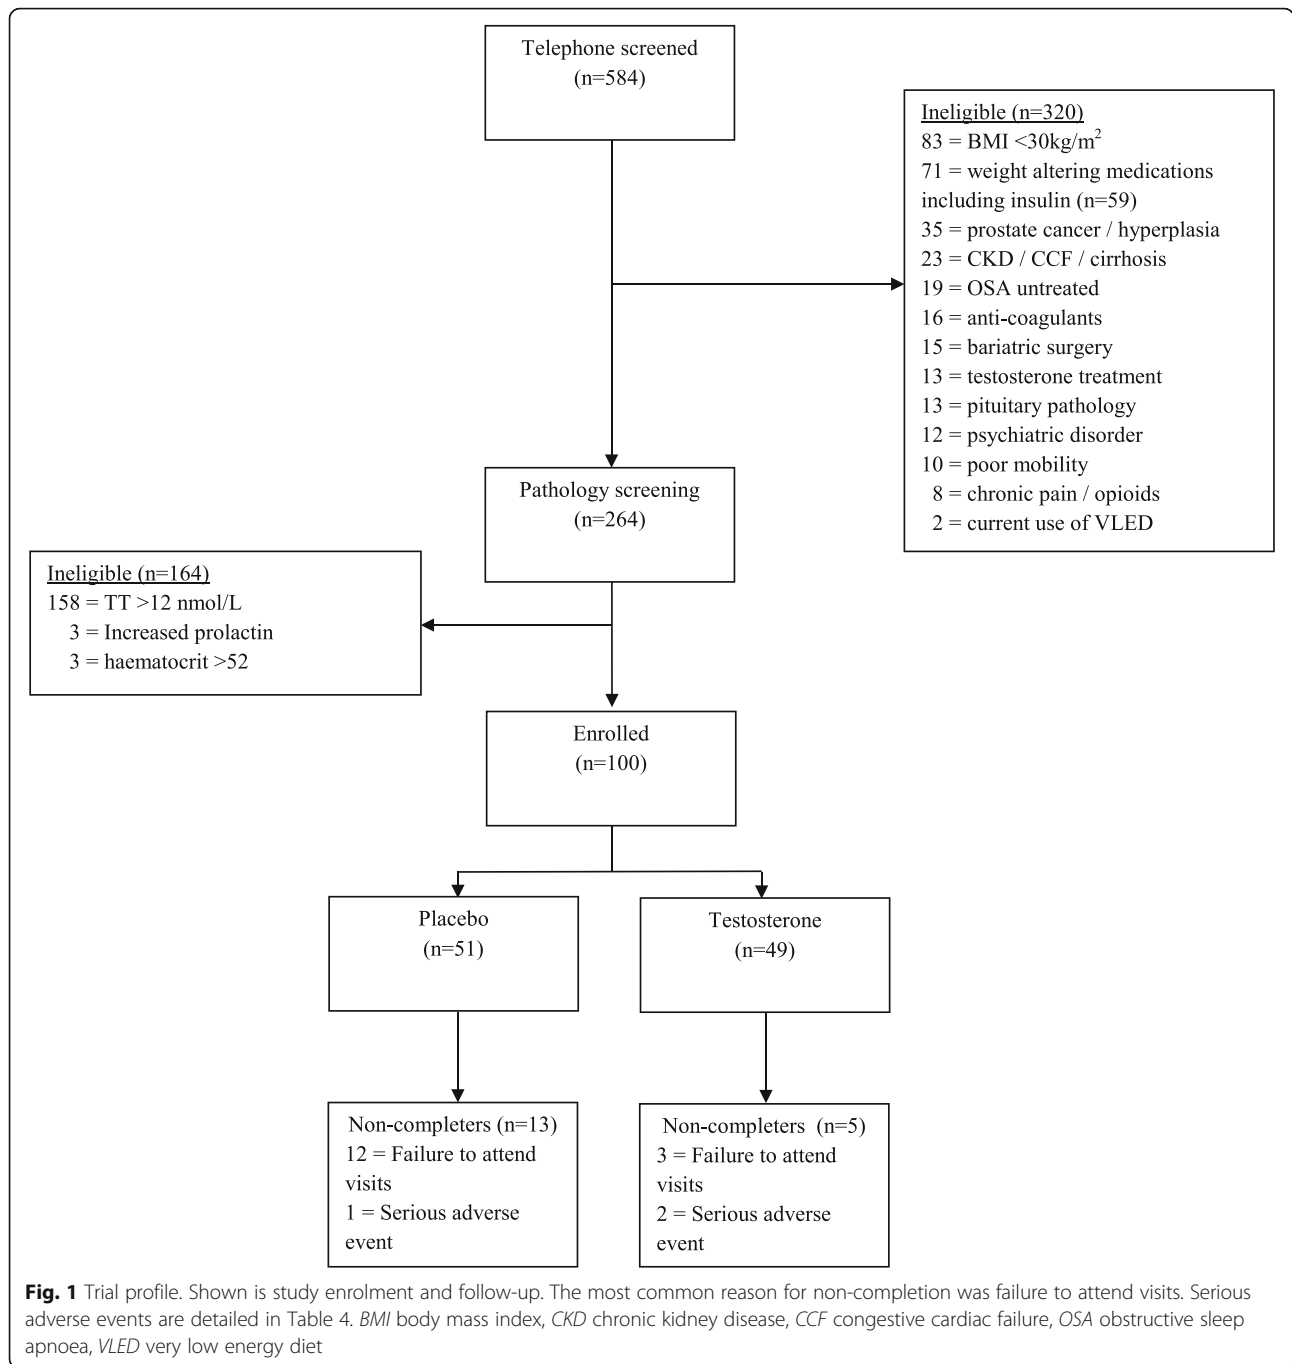 Telephone screened
(n=584)
Ineligible (n=320)
83 = BMI <30kg/m²
71 = weight altering medications
including insulin (n=59)
35 = prostate cancer / hyperplasia
23 = CKD / CCF / cirrhosis
19 = OSA untreated
16 = anti-coagulants
15 = bariatric surgery
13 = testosterone treatment
13 = pituitary pathology
12 = psychiatric disorder
10 = poor mobility
8 = chronic pain / opioids
2 = current use of VLED
Pathology screening
(n=264)
Ineligible (n=164)
158 = TT >12 nmol/L
3 = Increased prolactin
3 = haematocrit >52
Enrolled
(n=100)
Placebo
(n=51)
Testosterone
(n=49)
Non-completers (n=13)
12 = Failure to attend
visits
1 = Serious adverse
event
Non-completers (n=5)
3 = Failure to attend
visits
2 = Serious adverse
event
Fig. 1 Trial profile. Shown is study enrolment and follow-up. The most common reason for non-completion was failure to attend visits. Serious
adverse events are detailed in Table 4. BMI body mass index, CKD chronic kidney disease, CCF congestive cardiac failure, OSA obstructive sleep
apnoea, VLED very low energy diet